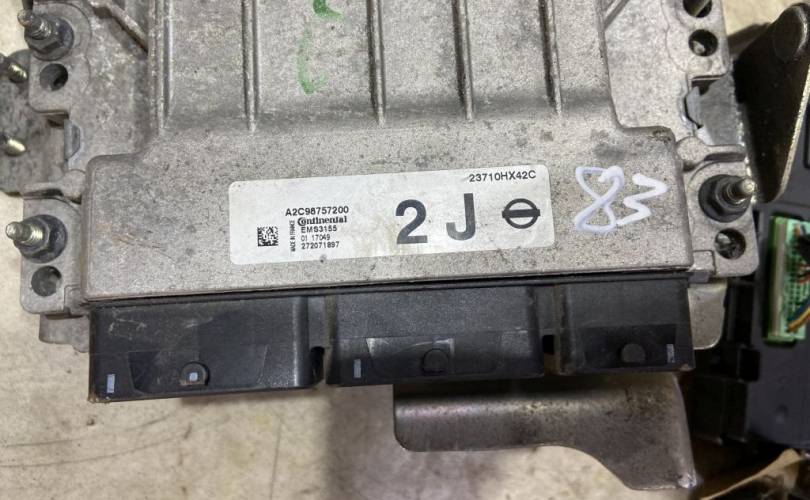 23710HX42C
A2C98757200
Continental
EMS3155
01 17049
272071897
MADE IN FRANCE
2 J
83